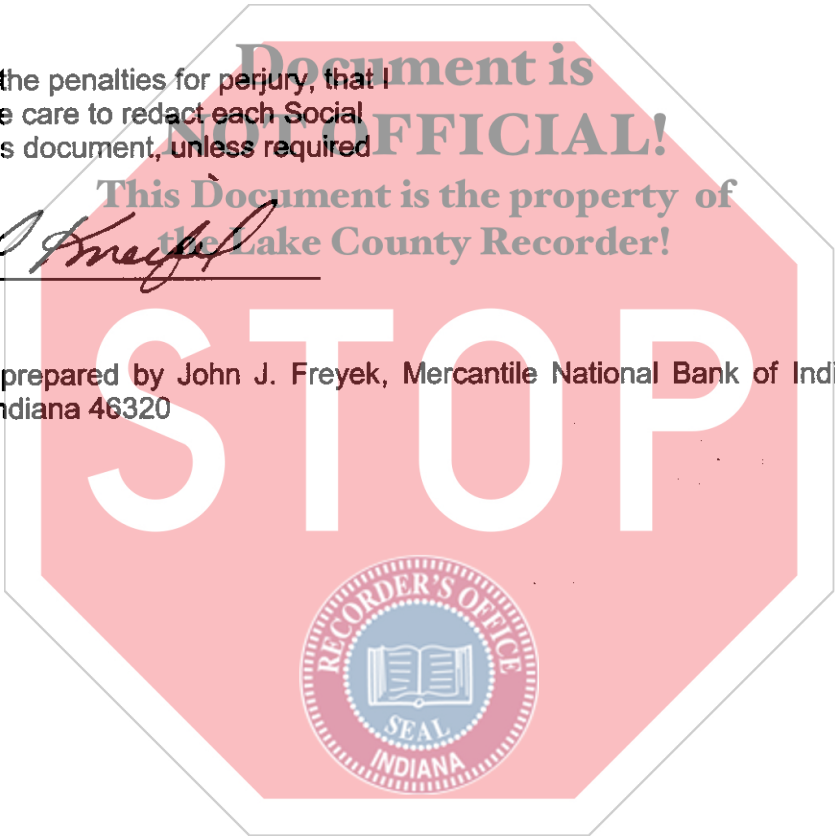 Document is
the penalties for perjury, that I
e care to redact each Social
NOT OFFICIAL!
s document, unless required
This Document is the property of
the Lake County Recorder!
STOP
prepared by John J. Freyek, Mercantile National Bank of Indi
ndiana 46320
RECORDER'S OFFICE
SEAL
INDIANA